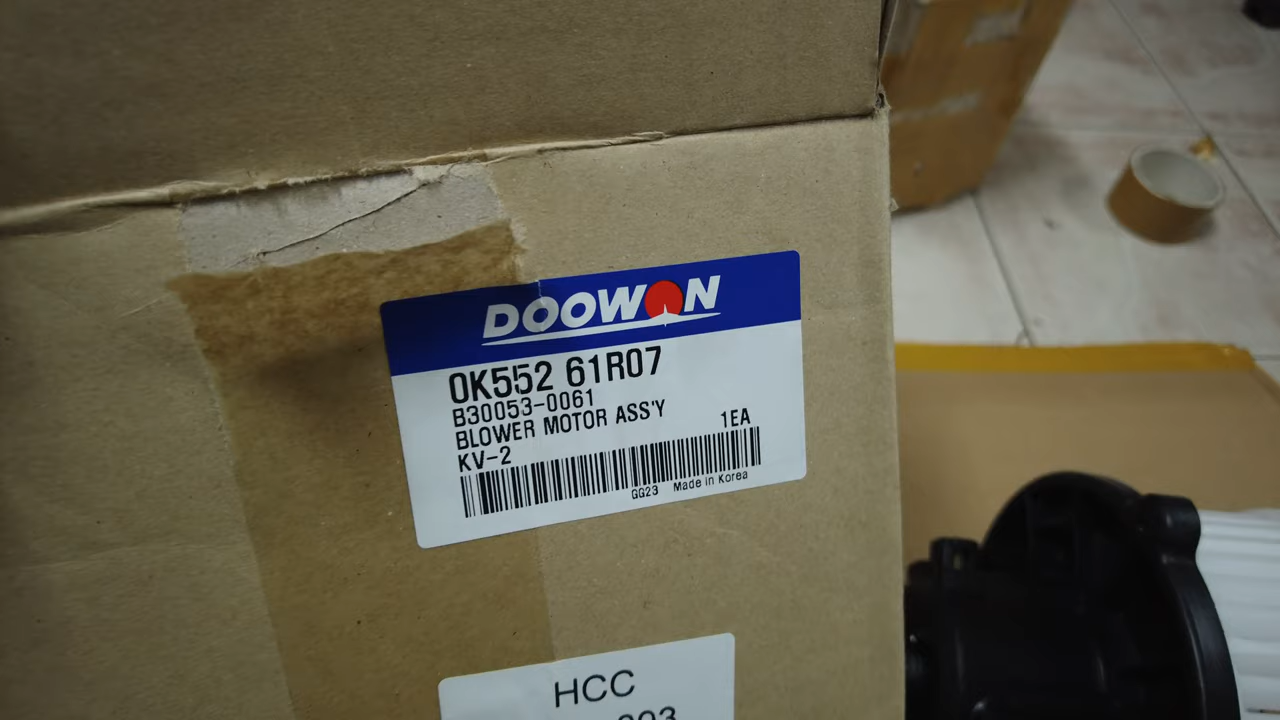 DOOWON
0K552 61R07
B30053-0061
BLOWER MOTOR ASS'Y 1EA
KV-2
GG23 Made in Korea
HCC